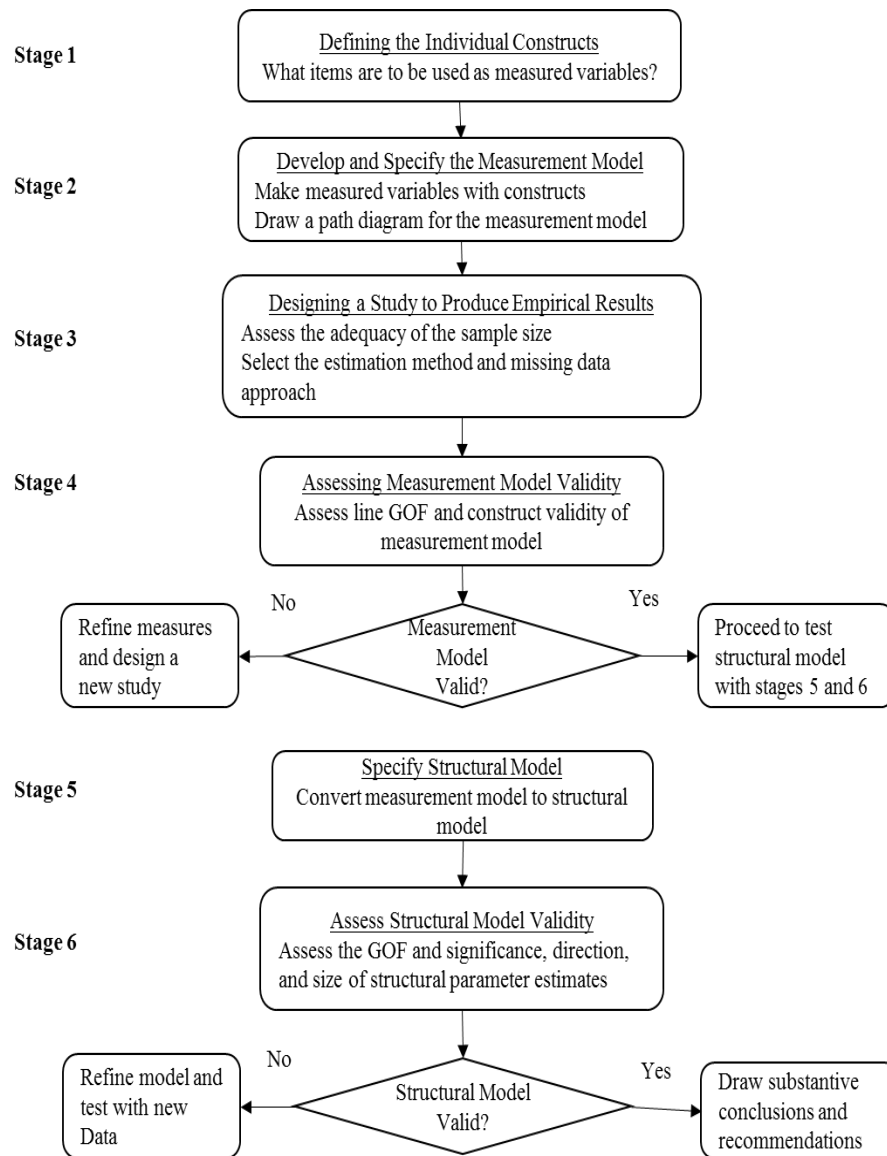 Stage 1
Defining the Individual Constructs
What items are to be used as measured variables?
Stage 2
Develop and Specify the Measurement Model
Make measured variables with constructs
Draw a path diagram for the measurement model
Stage 3
Designing a Study to Produce Empirical Results
Assess the adequacy of the sample size
Select the estimation method and missing data
approach
Stage 4
Assessing Measurement Model Validity
Assess line GOF and construct validity of
measurement model
No
Yes
Refine measures
and design a
new study
Measurement
Model
Valid?
Proceed to test
structural model
with stages 5 and 6
Stage 5
Specify Structural Model
Convert measurement model to structural
model
Stage 6
Assess Structural Model Validity
Assess the GOF and significance, direction,
and size of structural parameter estimates
No
Yes
Refine model and
test with new
Data
Structural Model
Valid?
Draw substantive
conclusions and
recommendations